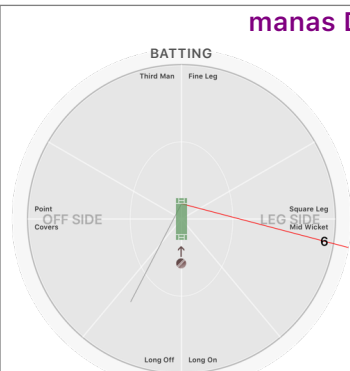 manas D
BATTING
Third Man Fine Leg
Point Square Leg
OFF SIDE LEG SIDE
Covers Mid Wicket
6
Long Off Long On